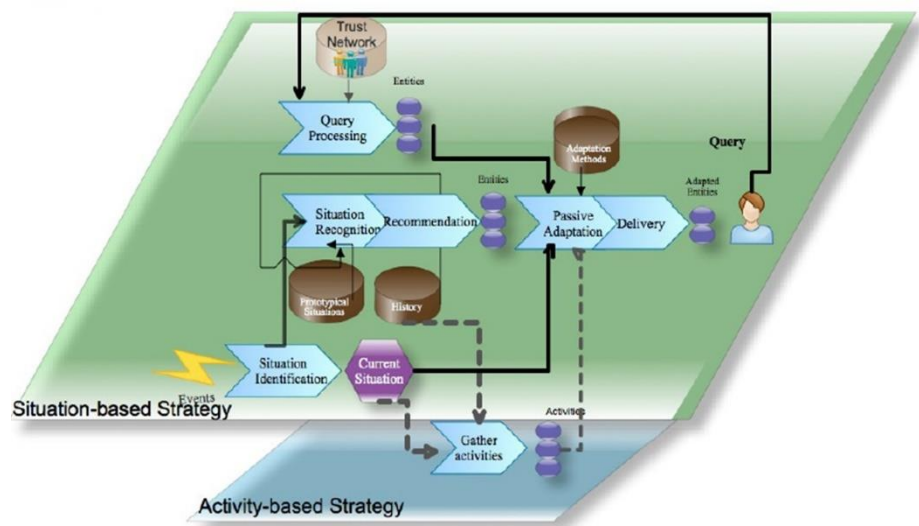 Trust
Network
Entities
Query
Processing
Adaptation
Methods
Query
Entities
Adapted
Entities
Situation
Recognition
Recommendation
Passive
Adaptation
Delivery
Prototypical
Situations
History
Situation
Identification
Current
Situation
Events
Situation-based Strategy
Activities
Gather
activities
Activity-based Strategy